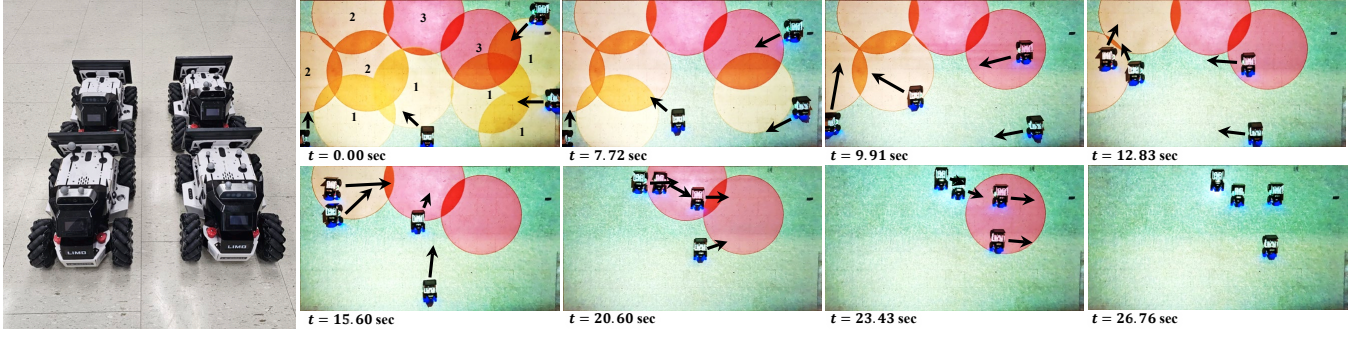 LIMO
LIMO
2
3
3
1
2
2
1
1
1
1
t = 0.00 sec
t = 7.72 sec
t = 9.91 sec
t = 12.83 sec
t = 15.60 sec
t = 20.60 sec
t = 23.43 sec
t = 26.76 sec